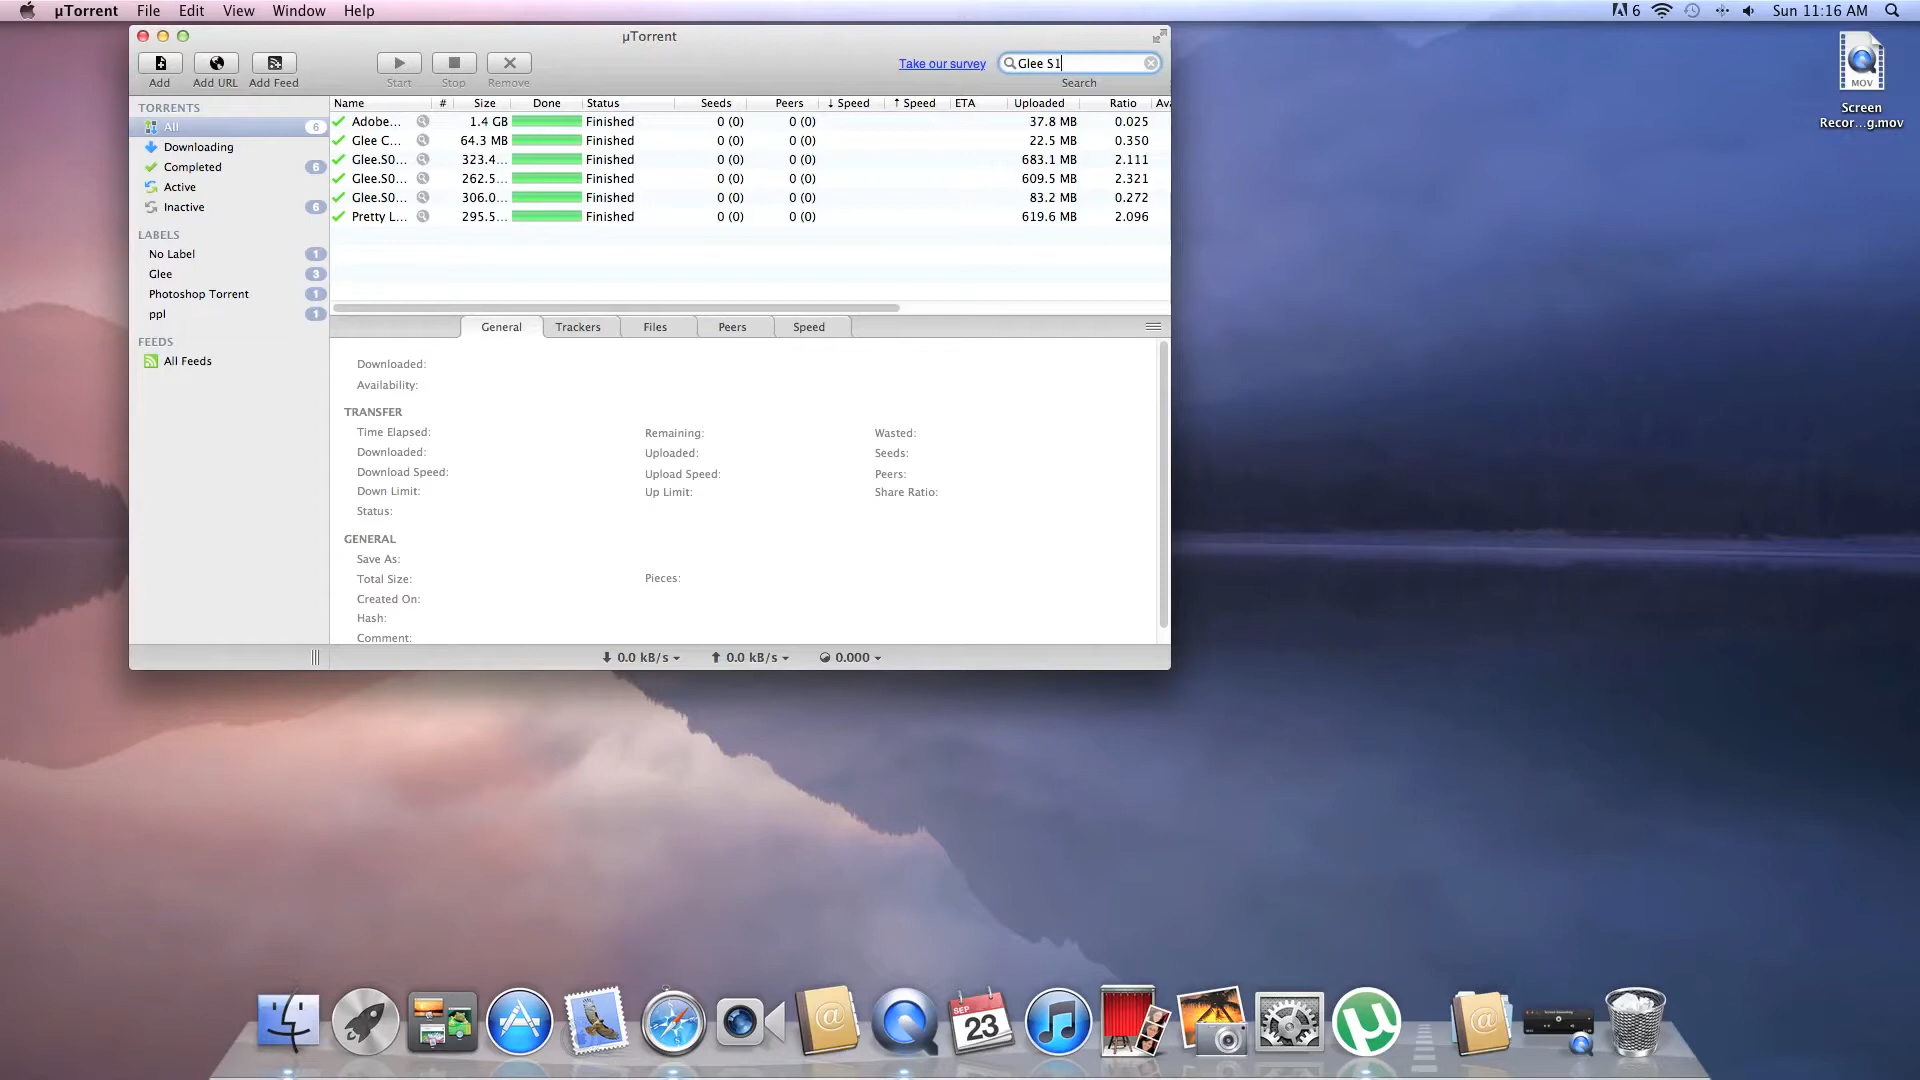 µTorrent File Edit View Window Help 6 Sun 11:16 AM
µTorrent
Add Add URL Add Feed Start Stop Remove Take our survey Glee S1 Search
TORRENTS
All 6
Downloading
Completed 6
Active
Inactive 6
LABELS
No Label 1
Glee 3
Photoshop Torrent 1
ppl 1
FEEDS
All Feeds
Name # Size Done Status Seeds Peers ↓ Speed ↑ Speed ETA Uploaded Ratio Av
Adobe... 1.4 GB Finished 0 (0) 0 (0) 37.8 MB 0.025
Glee C... 64.3 MB Finished 0 (0) 0 (0) 22.5 MB 0.350
Glee.S0... 323.4... Finished 0 (0) 0 (0) 683.1 MB 2.111
Glee.S0... 262.5... Finished 0 (0) 0 (0) 609.5 MB 2.321
Glee.S0... 306.0... Finished 0 (0) 0 (0) 83.2 MB 0.272
Pretty L... 295.5... Finished 0 (0) 0 (0) 619.6 MB 2.096
General Trackers Files Peers Speed
Downloaded:
Availability:
TRANSFER
Time Elapsed: Remaining: Wasted:
Downloaded: Uploaded: Seeds:
Download Speed: Upload Speed: Peers:
Down Limit: Up Limit: Share Ratio:
Status:
GENERAL
Save As:
Total Size: Pieces:
Created On:
Hash:
Comment:
0.0 kB/s 0.0 kB/s 0.000
MOV
Screen
Recor...g.mov
SEP
23